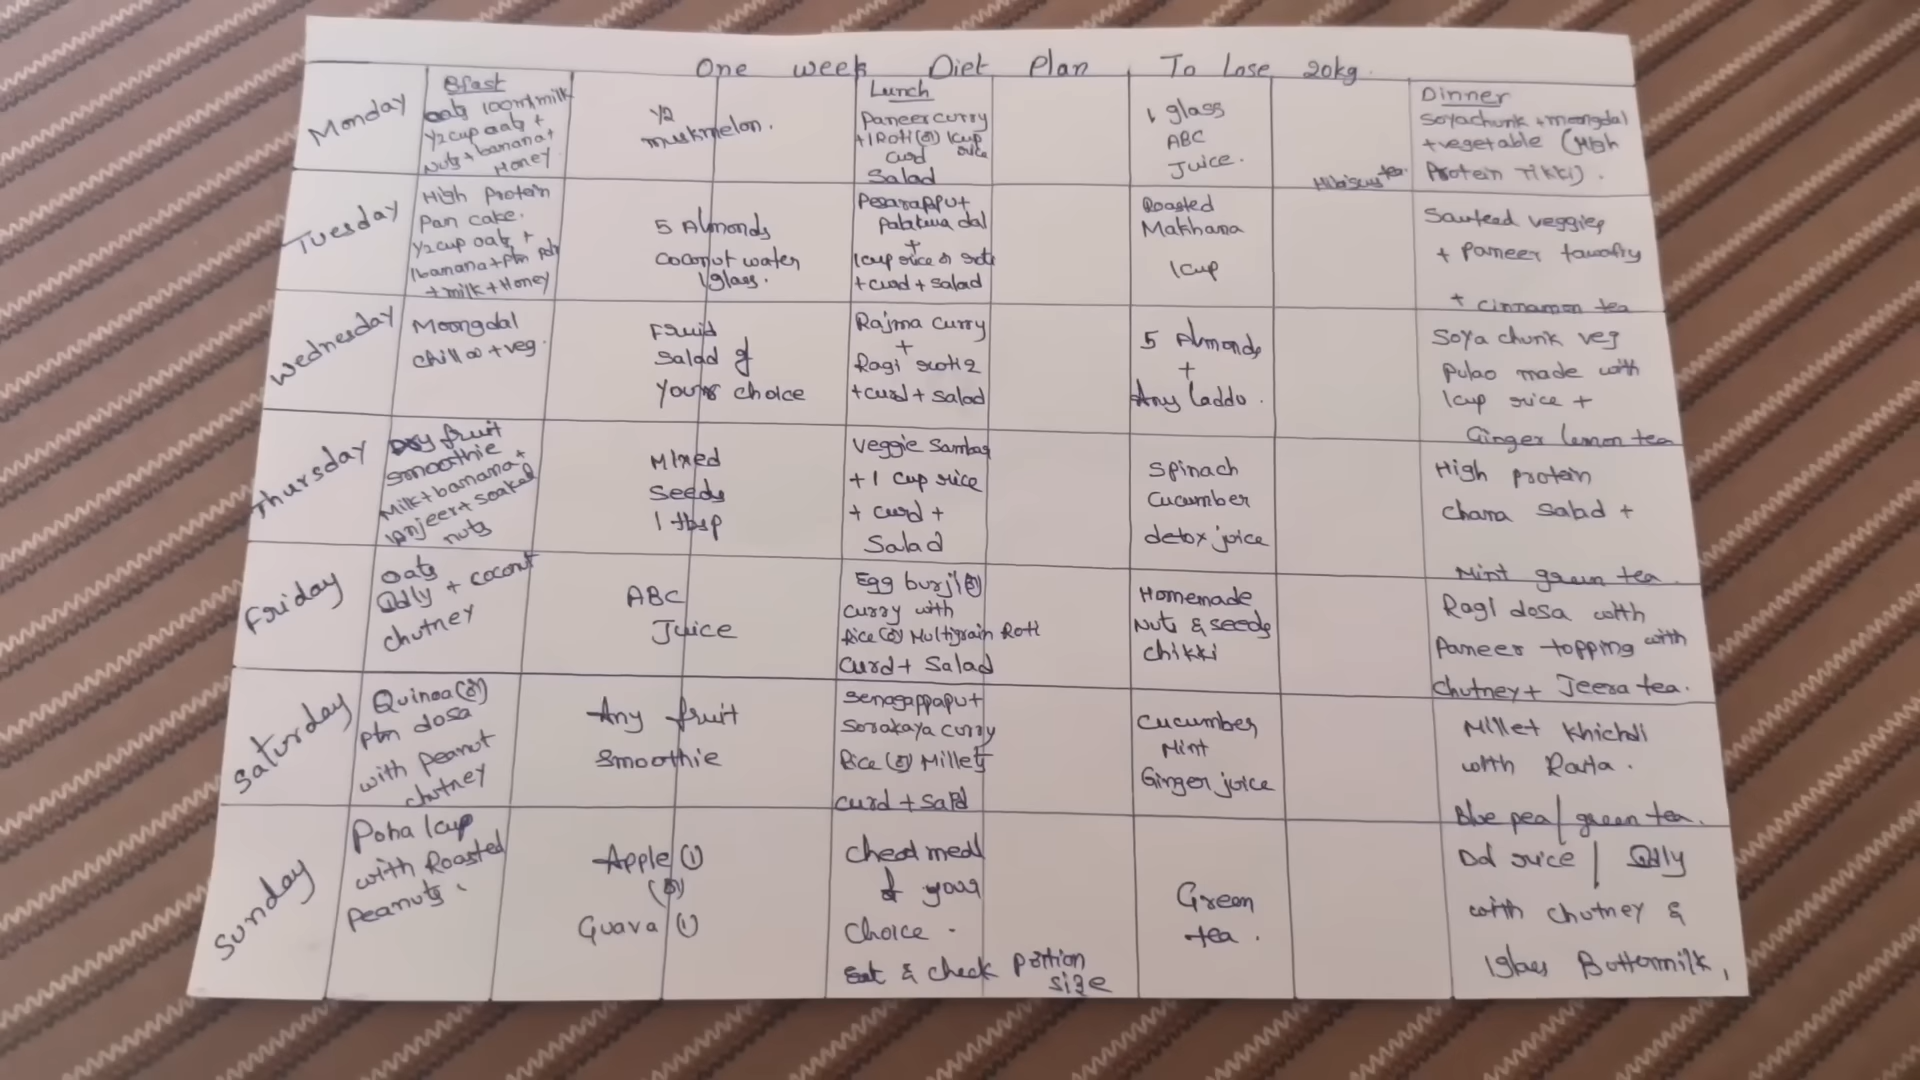 One week Diet Plan To Lose 20kg.
Monday
Bfast
oats 100ml milk
1/2 cup oats +
Nuts + banana +
Honey
1/2
muskmelon.
Lunch
Paneer curry
+ 1 Roti (or) 1cup
rice
curd
Salad
1 glass
ABC
Juice.
Hibiscus tea.
Dinner
Soyachunk + moongdal
+ vegetable (High
Protein Tikki).
Tuesday
High Protein
Pan cake.
1/2 cup oats +
1 banana + ptn pdr
+ milk + Honey
5 Almonds
Coconut water
1 glass.
Pesarappu +
Palakura dal
+
1 cup rice or roti
+ curd + salad
Roasted
Makhana
1 cup
Sauteed veggies
+ Paneer tawafry
+ cinnamon tea
Wednesday
Moongdal
chilla + veg.
Fruit
Salad of
Your choice
Rajma curry
+
Ragi roti 2
+ curd + salad
5 Almonds
+
Any laddo.
Soya chunk veg
Pulao made with
1 cup rice +
Ginger lemon tea
Thursday
Dry fruit
smoothie
Milk + banana +
anjeer + soaked
nuts
Mixed
Seeds
1 tbsp
Veggie Sambar
+ 1 cup rice
+ curd +
Salad
Spinach
Cucumber
detox juice
High Protein
Chana Salad +
Mint green tea.
Friday
Oats
Idly + coconut
chutney
ABC
Juice
Egg burji (or)
curry with
Rice (or) Multigrain Roti
Curd + Salad
Homemade
Nuts & seeds
chikki
Ragi dosa with
Paneer topping with
chutney + Jeera tea.
Saturday
Quinoa (or)
ptn dosa
with peanut
chutney
Any fruit
Smoothie
Senagappapu +
Sorakaya curry
Rice (or) Millets
curd + Salad
Cucumber
Mint
Ginger juice
Millet Khichdi
with Raita.
Blue pea / green tea.
Sunday
Poha 1cup
with Roasted
Peanuts.
Apple (1)
(or)
Guava (1)
Cheat meal
of your
choice.
eat & check portion
size
Green
tea.
Dal rice / Idly
with chutney &
1 glass Buttermilk,